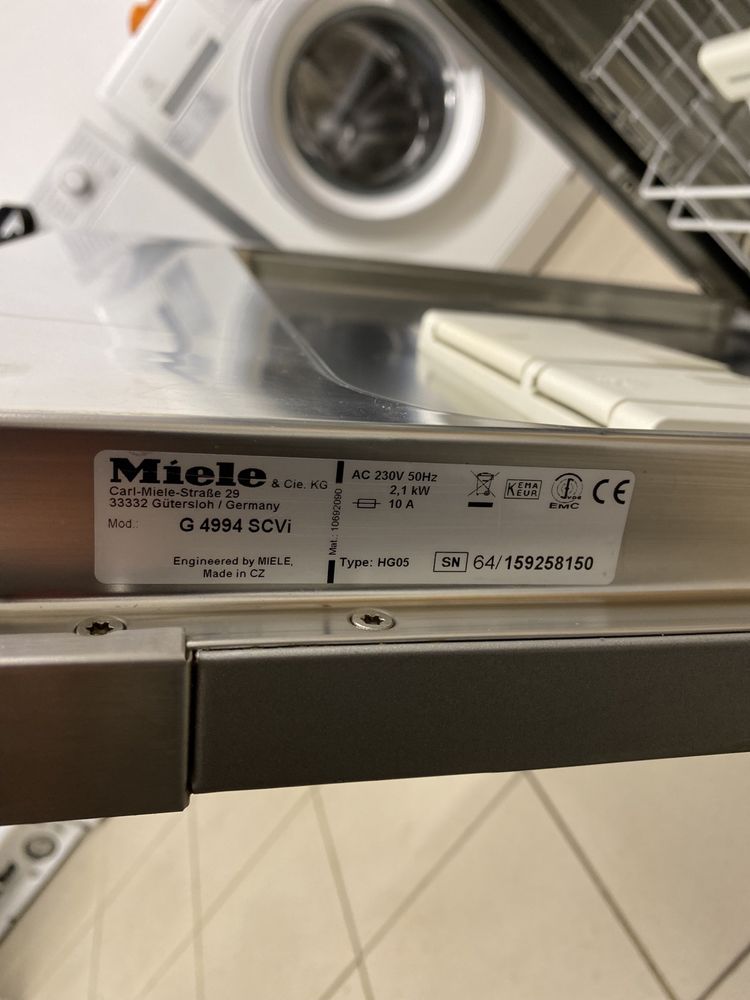 Miele & Cie. KG
Carl-Miele-Straße 29
33332 Gütersloh / Germany
Mod.: G 4994 SCVi
Engineered by MIELE,
Made in CZ
Mat.: 10692090
AC 230V 50Hz
2,1 kW
10 A
KEMA
EUR
EMC
CE
Type: HG05
SN 64/159258150